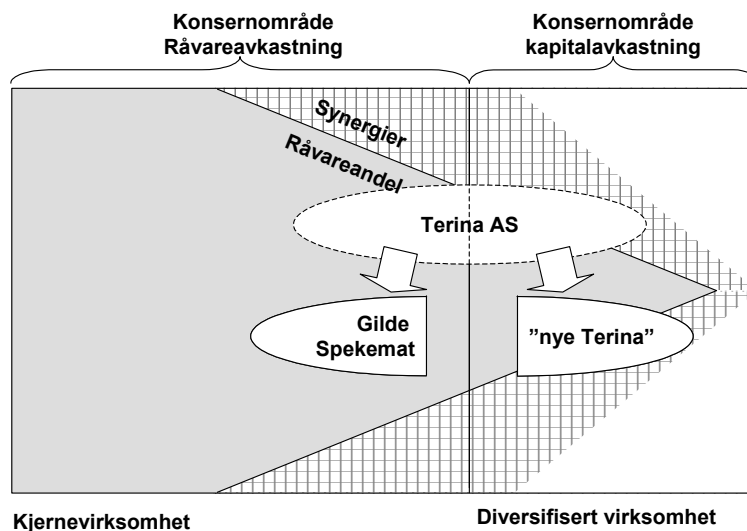 Konsernområde
Råvareavkastning
Konsernområde
kapitalavkastning
Synergier
Råvareandel
Terina AS
Gilde
Spekemat
”nye Terina”
Kjernevirksomhet
Diversifisert virksomhet